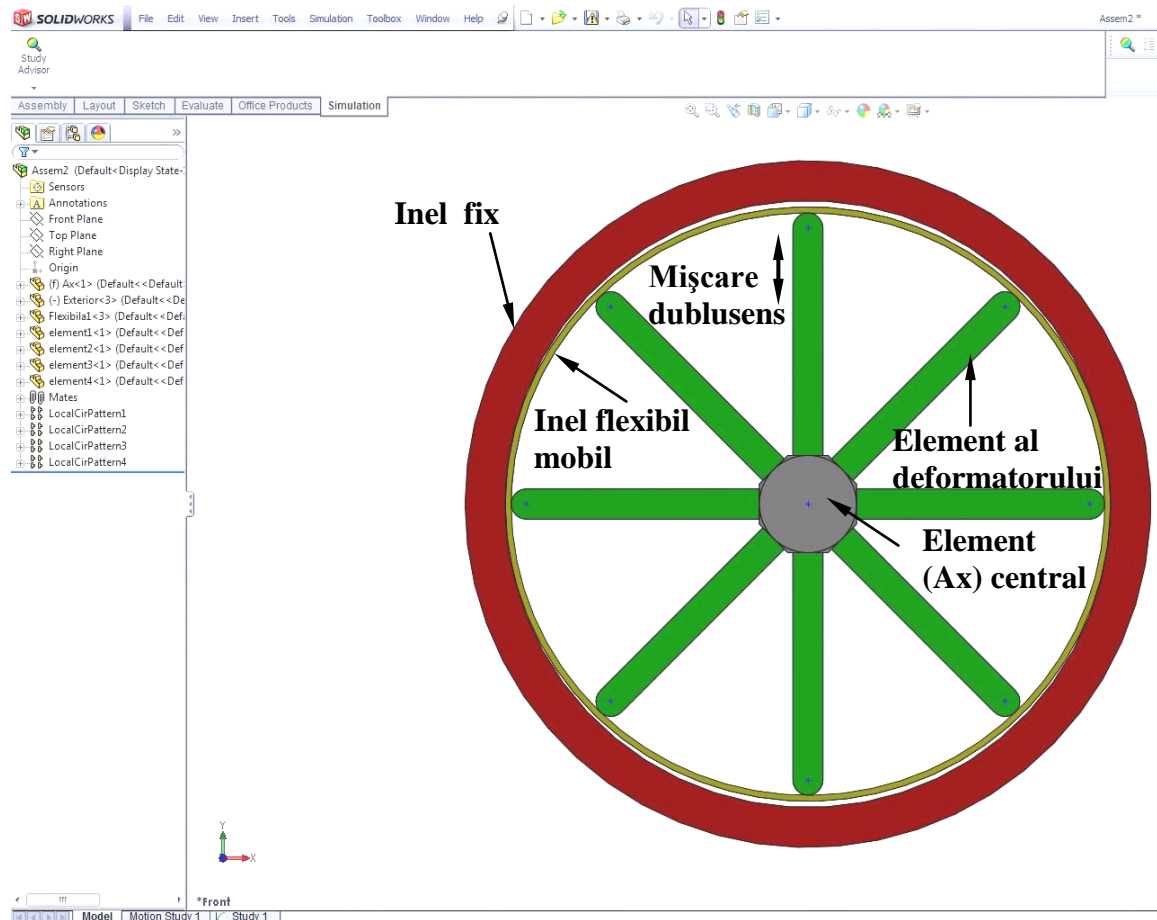 SOLIDWORKS File Edit View Insert Tools Simulation Toolbox Window Help Assem2 *
Study
Advisor
Assembly Layout Sketch Evaluate Office Products Simulation
Assem2 (Default<Display State-
Sensors
Annotations
Front Plane
Top Plane
Right Plane
Origin
(f) Ax<1> (Default<<Default
(-) Exterior<3> (Default<<De
Flexibila1<3> (Default<<Defa
element1<1> (Default<<Def
element2<1> (Default<<Def
element3<1> (Default<<Def
element4<1> (Default<<Def
Mates
LocalCirPattern1
LocalCirPattern2
LocalCirPattern3
LocalCirPattern4
Inel fix
Mişcare
dublusens
Inel flexibil
mobil
Element al
deformatorului
Element
(Ax) central
Y
X
*Front
Model Motion Study 1 Study 1